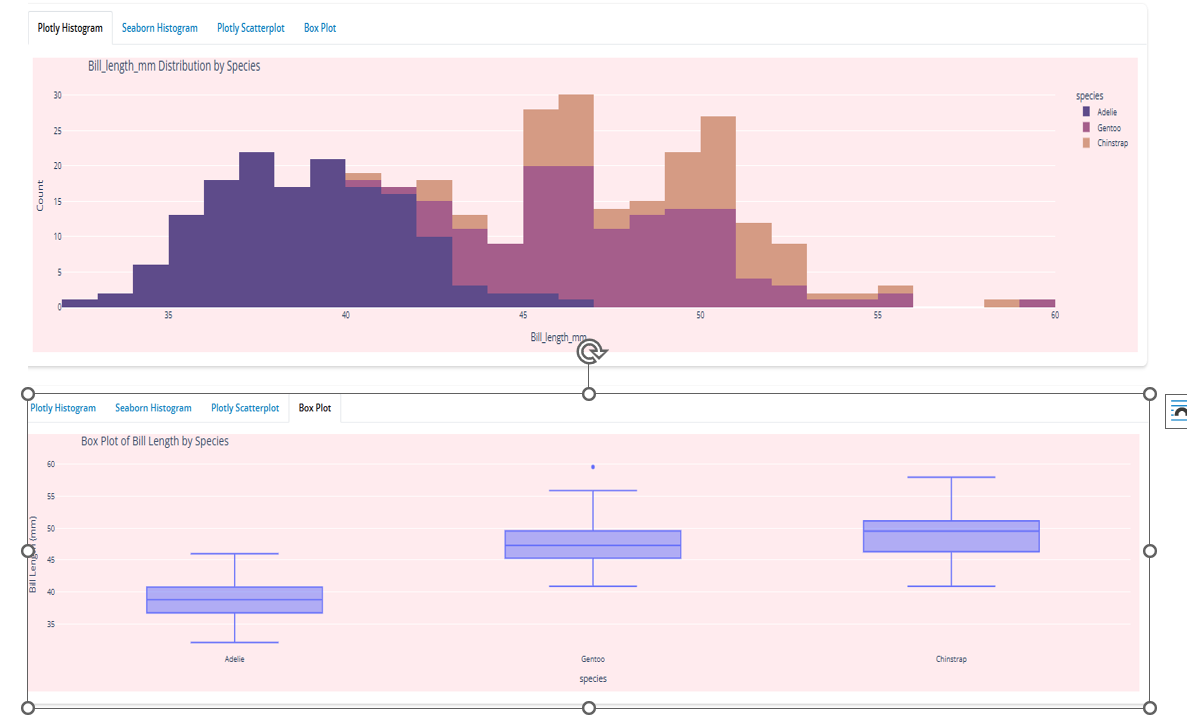 Plotly Histogram Seaborn Histogram Plotly Scatterplot Box Plot
Bill_length_mm Distribution by Species
species
Adelie
Gentoo
Chinstrap
Count
30
25
20
15
10
5
0
35 40 45 50 55 60
Bill_length_mm
Plotly Histogram Seaborn Histogram Plotly Scatterplot Box Plot
Box Plot of Bill Length by Species
Bill Length (mm)
60
55
50
45
40
35
Adelie Gentoo Chinstrap
species